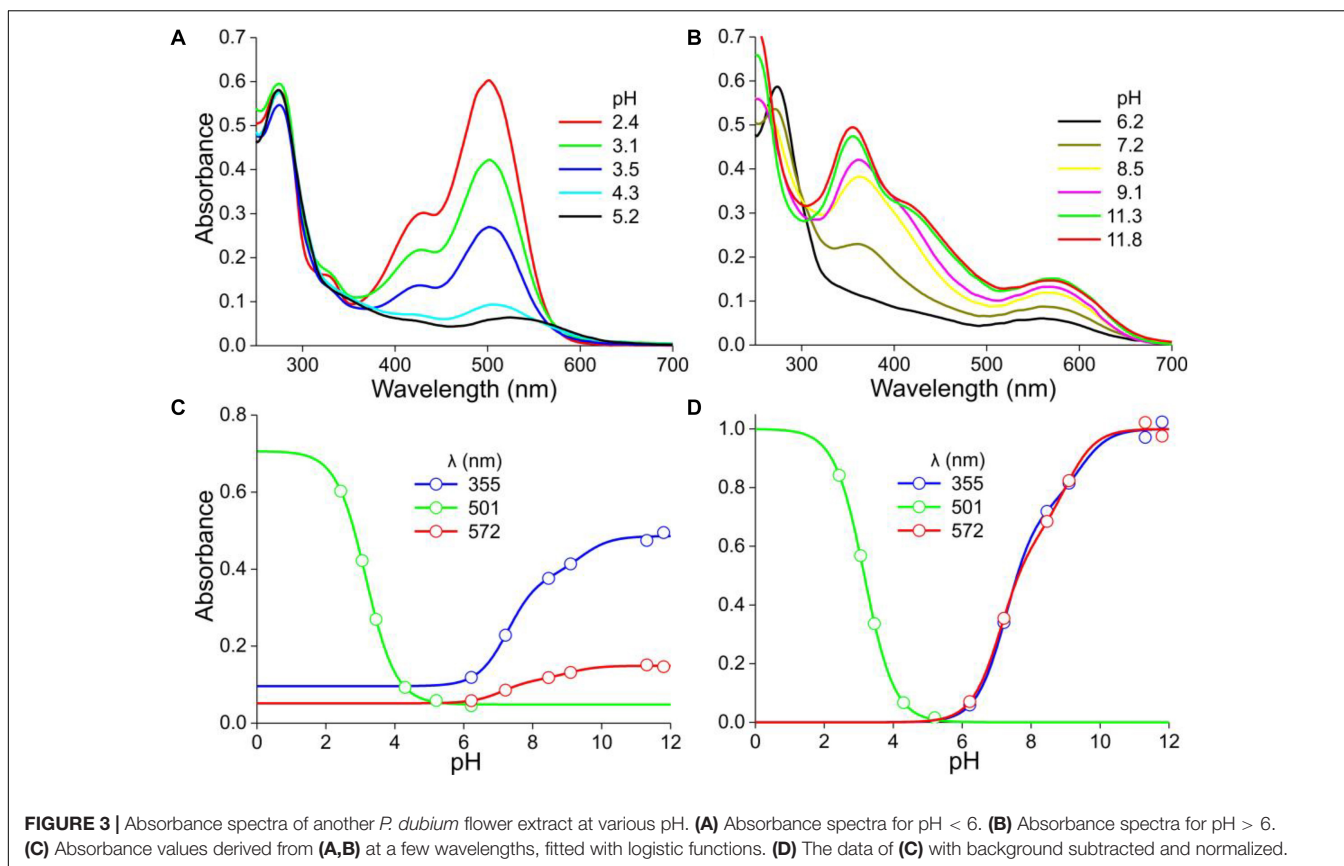 A
0.7
0.6
0.5
0.4
0.3
0.2
0.1
0.0
Absorbance
pH
2.4
3.1
3.5
4.3
5.2
300 400 500 600 700
Wavelength (nm)
B
0.7
0.6
0.5
0.4
0.3
0.2
0.1
0.0
pH
6.2
7.2
8.5
9.1
11.3
11.8
300 400 500 600 700
Wavelength (nm)
C
0.8
0.6
0.4
0.2
0.0
Absorbance
λ (nm)
355
501
572
0 2 4 6 8 10 12
pH
D
1.0
0.8
0.6
0.4
0.2
0.0
λ (nm)
355
501
572
0 2 4 6 8 10 12
pH
FIGURE 3 | Absorbance spectra of another P. dubium flower extract at various pH. (A) Absorbance spectra for pH < 6. (B) Absorbance spectra for pH > 6.
(C) Absorbance values derived from (A,B) at a few wavelengths, fitted with logistic functions. (D) The data of (C) with background subtracted and normalized.